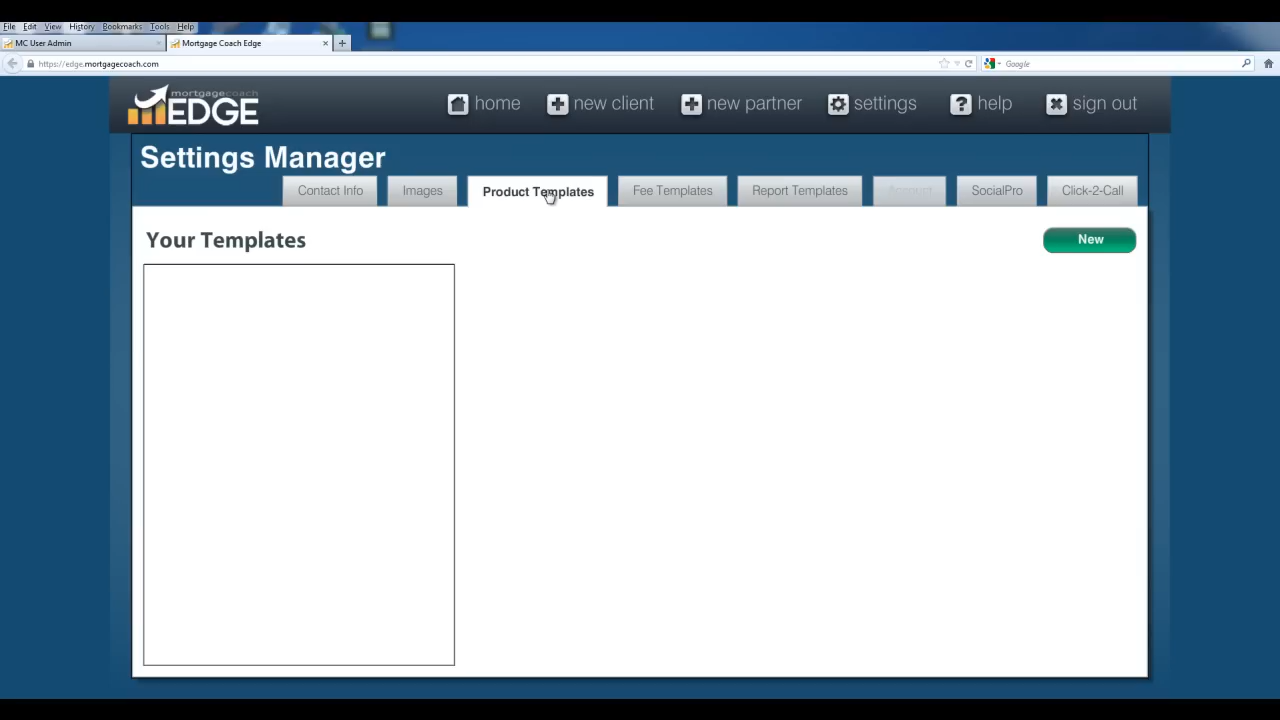 File Edit View History Bookmarks Tools Help
MC User Admin
Mortgage Coach Edge
https://edge.mortgagecoach.com
Google
mortgagecoach
EDGE
home
new client
new partner
settings
help
sign out
Settings Manager
Contact Info
Images
Product Templates
Fee Templates
Report Templates
SocialPro
Click-2-Call
Your Templates
New